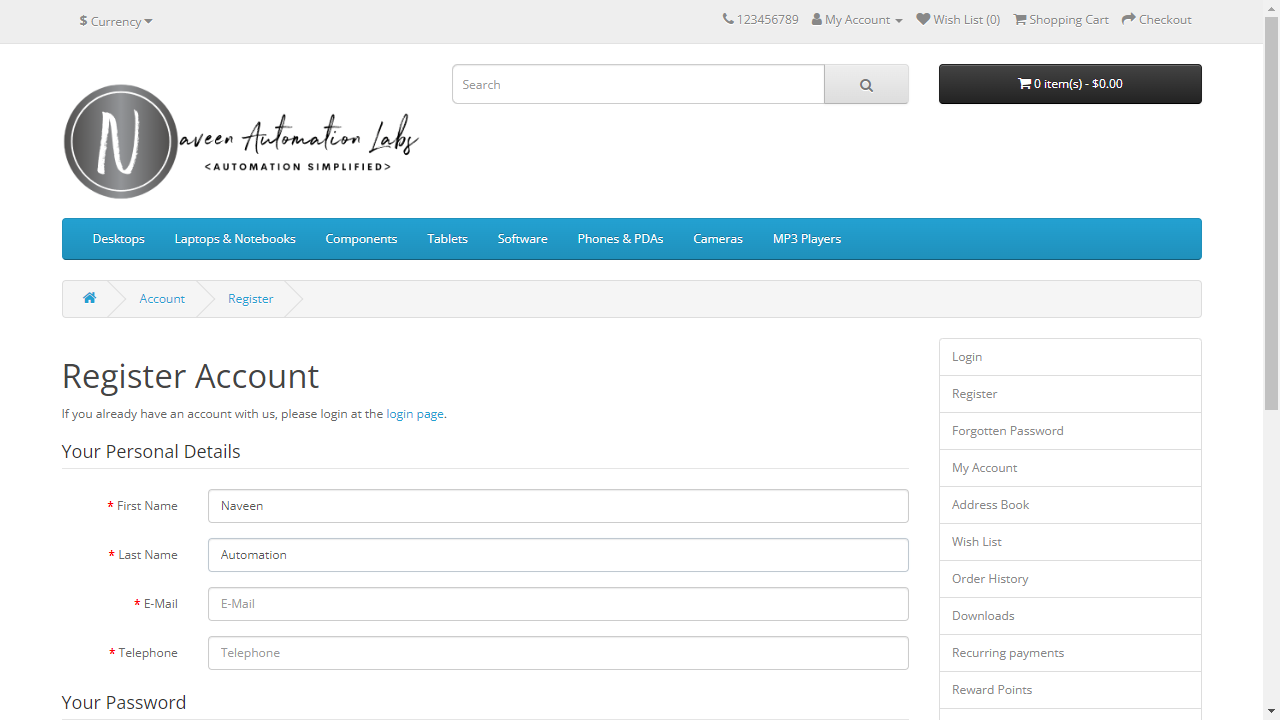 $ Currency
123456789 My Account Wish List (0) Shopping Cart Checkout
Search
0 item(s) - $0.00
N
aveen Automation Labs
<AUTOMATION SIMPLIFIED>
Desktops Laptops & Notebooks Components Tablets Software Phones & PDAs Cameras MP3 Players
Account Register
Register Account
If you already have an account with us, please login at the login page.
Your Personal Details
* First Name Naveen
* Last Name Automation
* E-Mail E-Mail
* Telephone Telephone
Your Password
Login
Register
Forgotten Password
My Account
Address Book
Wish List
Order History
Downloads
Recurring payments
Reward Points